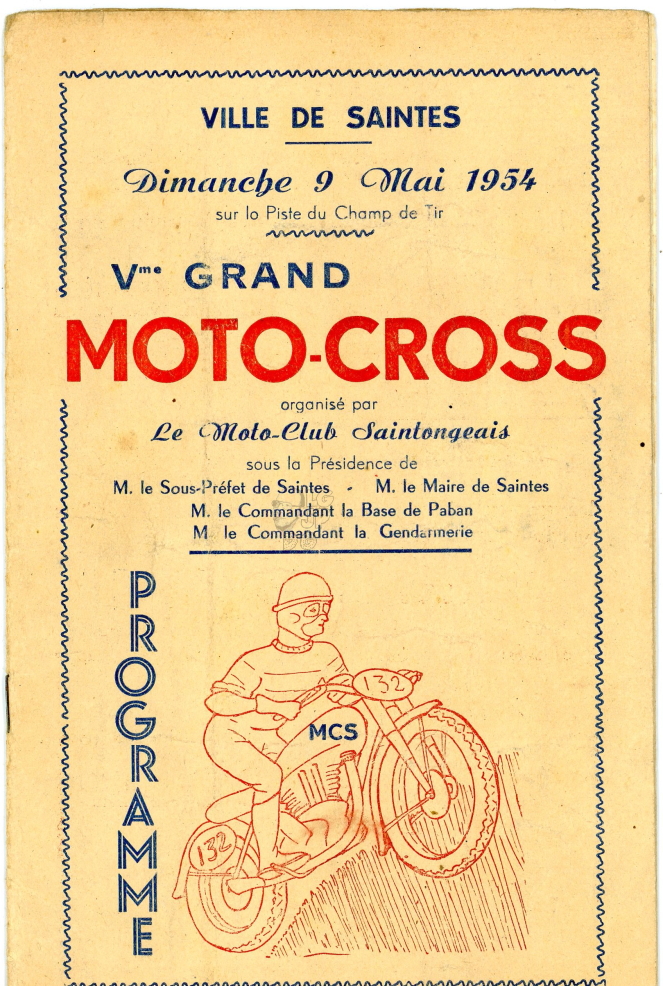 VILLE DE SAINTES
Dimanche 9 Mai 1954
sur la Piste du Champ de Tir
Vme GRAND
MOTO-CROSS
organisé par
Le Moto-Club Saintongeais
sous la Présidence de
M. le Sous-Préfet de Saintes - M. le Maire de Saintes
M. le Commandant la Base de Paban
M. le Commandant la Gendarmerie
PROGRAMME
132
MCS
132